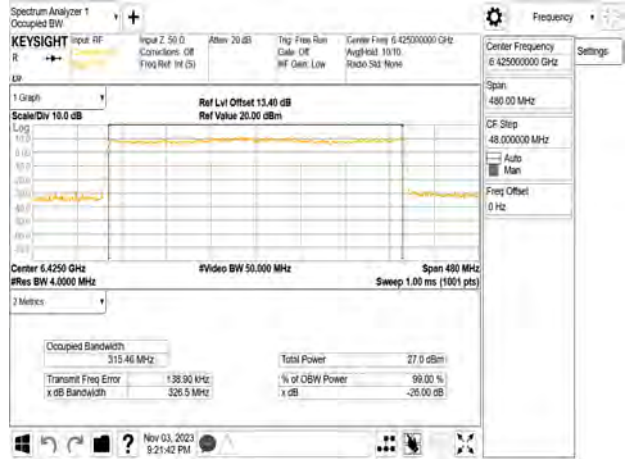 Spectrum Analyzer 1
Occupied BW
Frequency
KEYSIGHT
Input: RF
Input Z: 50 Ω
Corrections: Off
Freq Ref: Int (S)
Atten: 20 dB
Trig: Free Run
Gate: Off
#IF Gain: Low
Center Freq: 6.425000000 GHz
Avg|Hold: 10/10
Radio Std: None
R
Center Frequency
6.425000000 GHz
Settings
Span
480.00 MHz
CF Step
48.000000 MHz
Auto
Man
Freq Offset
0 Hz
1 Graph
Scale/Div 10.0 dB
Ref Lvl Offset 13.40 dB
Ref Value 20.00 dBm
Log
10.0
0.00
Center 6.4250 GHz
#Res BW 4.0000 MHz
#Video BW 50.000 MHz
Span 480 MHz
Sweep 1.00 ms (1001 pts)
2 Metrics
Occupied Bandwidth
315.46 MHz
Total Power 27.0 dBm
Transmit Freq Error 138.90 kHz
% of OBW Power 99.00 %
x dB Bandwidth 326.5 MHz
x dB -26.00 dB
Nov 03, 2023
9:21:42 PM